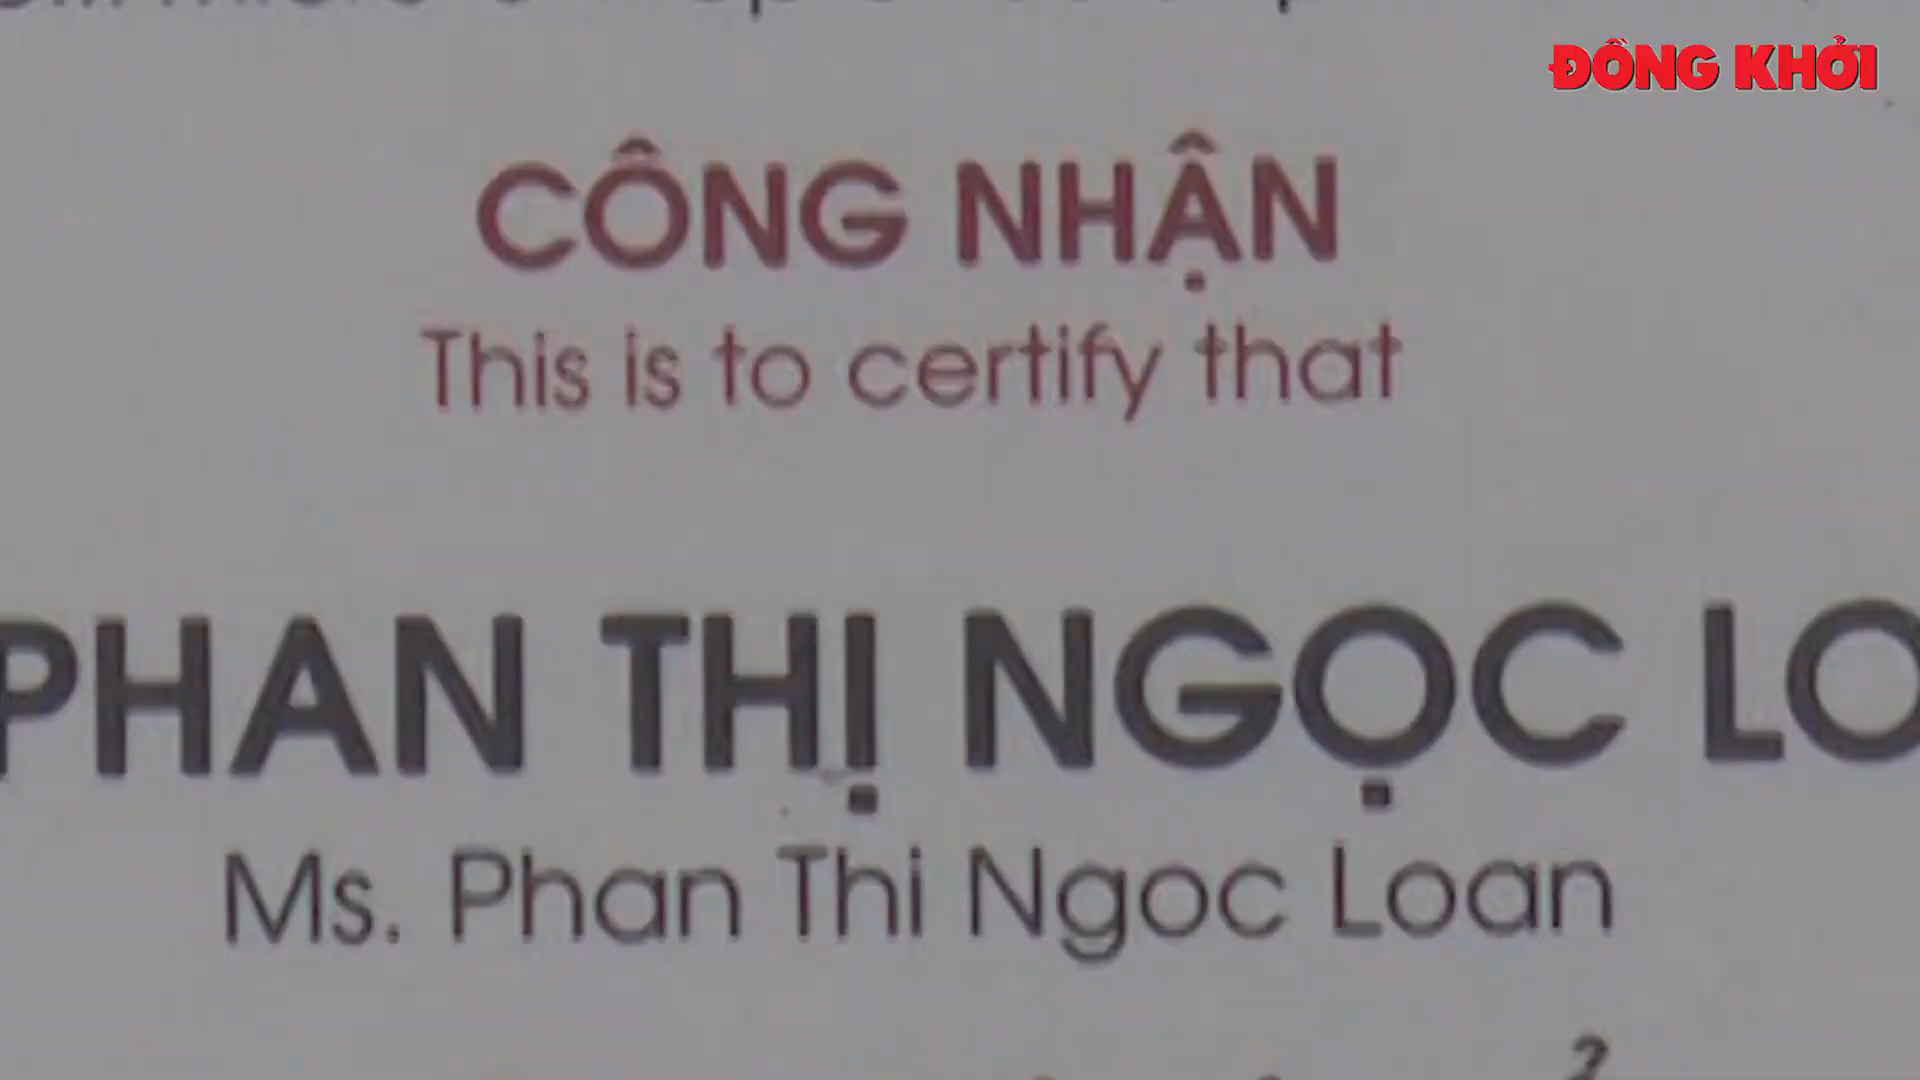 ĐỒNG KHỞI
CÔNG NHẬN
This is to certify that
PHAN THỊ NGỌC LO
Ms. Phan Thi Ngoc Loan